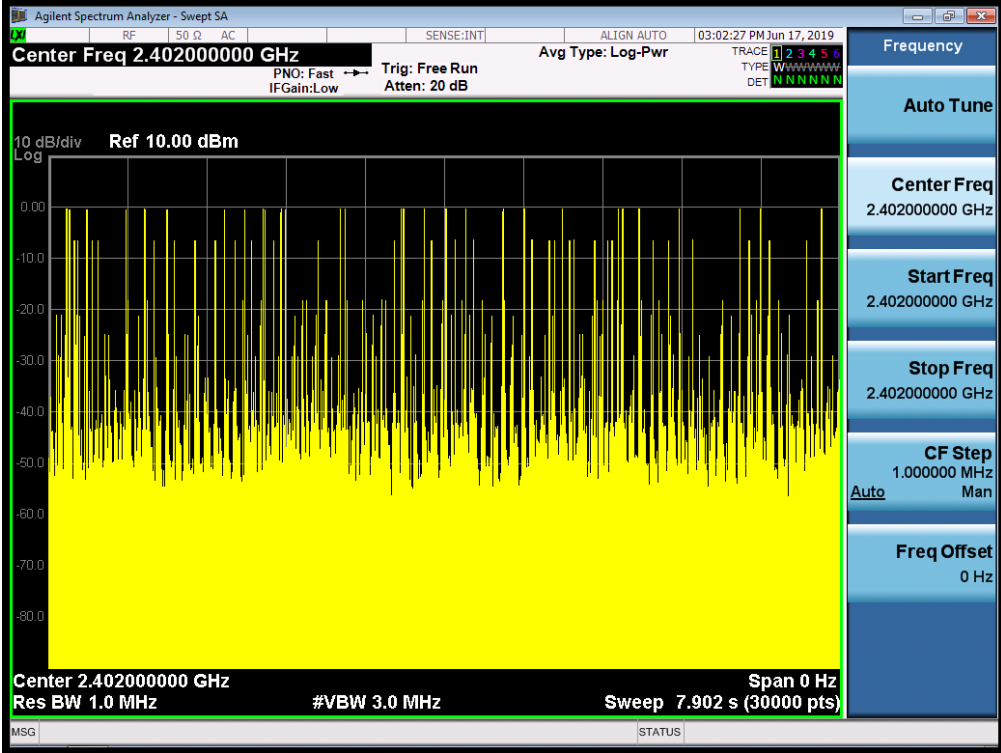 Agilent Spectrum Analyzer - Swept SA
LXI RF 50 Ω AC SENSE:INT ALIGN AUTO 03:02:27 PM Jun 17, 2019
Center Freq 2.402000000 GHz
PNO: Fast
IFGain:Low
Trig: Free Run
Atten: 20 dB
Avg Type: Log-Pwr
TRACE 1 2 3 4 5 6
TYPE WWWWWW
DET N N N N N N
10 dB/div Ref 10.00 dBm
Log
0.00
-10.0
-20.0
-30.0
-40.0
-50.0
-60.0
-70.0
-80.0
Center 2.402000000 GHz Span 0 Hz
Res BW 1.0 MHz #VBW 3.0 MHz Sweep 7.902 s (30000 pts)
MSG STATUS
Frequency
Auto Tune
Center Freq
2.402000000 GHz
Start Freq
2.402000000 GHz
Stop Freq
2.402000000 GHz
CF Step
1.000000 MHz
Auto Man
Freq Offset
0 Hz